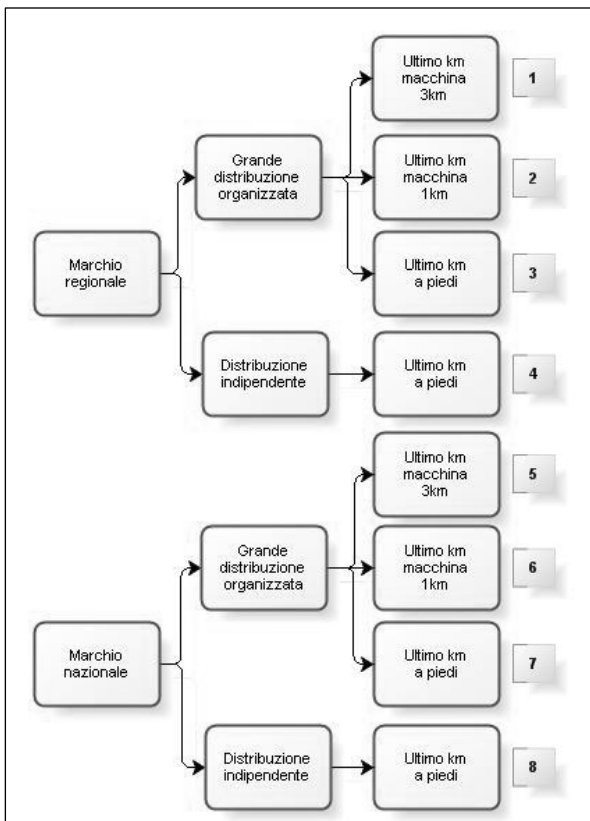 Ultimo km
macchina
3km
1
Grande
distribuzione
organizzata
Ultimo km
macchina
1km
2
Marchio
regionale
Ultimo km
a piedi
3
Distribuzione
indipendente
Ultimo km
a piedi
4
Ultimo km
macchina
3km
5
Grande
distribuzione
organizzata
Ultimo km
macchina
1km
6
Marchio
nazionale
Ultimo km
a piedi
7
Distribuzione
indipendente
Ultimo km
a piedi
8